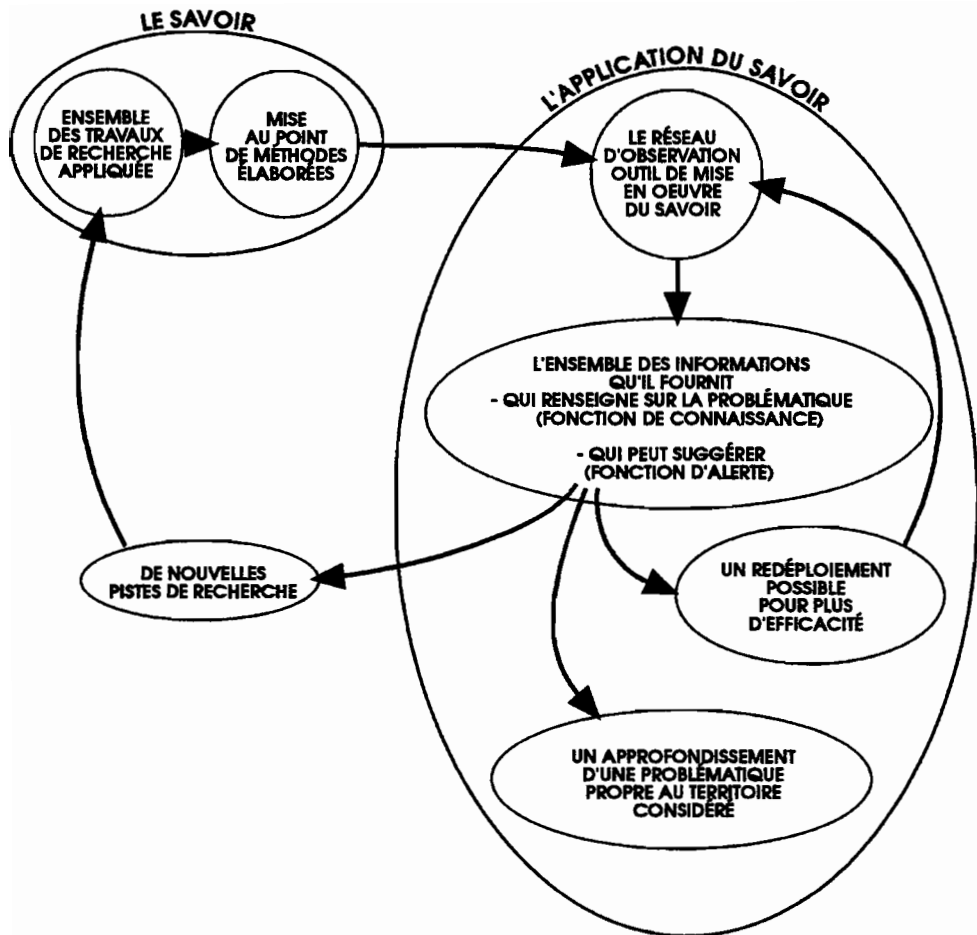 LE SAVOIR
ENSEMBLE
DES TRAVAUX
DE RECHERCHE
APPLIQUÉE
MISE
AU POINT
DE MÉTHODES
ÉLABORÉES
L'APPLICATION DU SAVOIR
LE RÉSEAU
D'OBSERVATION
OUTIL DE MISE
EN OEUVRE
DU SAVOIR
L'ENSEMBLE DES INFORMATIONS
QU'IL FOURNIT
- QUI RENSEIGNE SUR LA PROBLÉMATIQUE
(FONCTION DE CONNAISSANCE)
- QUI PEUT SUGGÉRER
(FONCTION D'ALERTE)
DE NOUVELLES
PISTES DE RECHERCHE
UN REDÉPLOIEMENT
POSSIBLE
POUR PLUS
D'EFFICACITÉ
UN APPROFONDISSEMENT
D'UNE PROBLÉMATIQUE
PROPRE AU TERRITOIRE
CONSIDÉRÉ